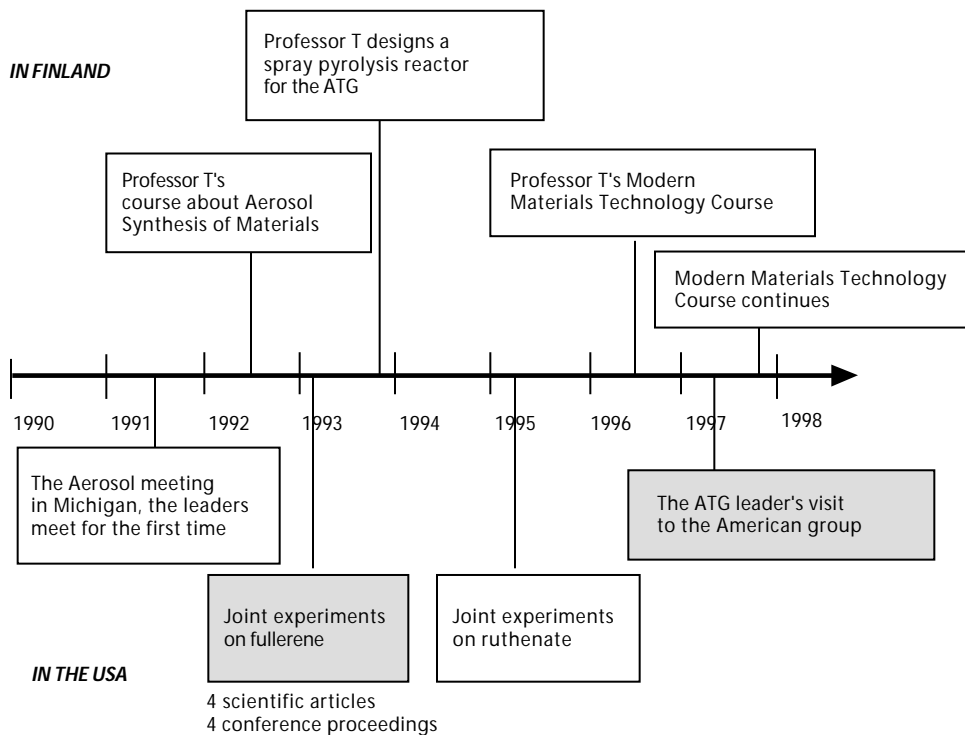 Professor T designs a
spray pyrolysis reactor
for the ATG
IN FINLAND
Professor T's
course about Aerosol
Synthesis of Materials
Professor T's Modern
Materials Technology Course
Modern Materials Technology
Course continues
1990
1991
1992
1993
1994
1995
1996
1997
1998
The Aerosol meeting
in Michigan, the leaders
meet for the first time
The ATG leader's visit
to the American group
Joint experiments
on fullerene
Joint experiments
on ruthenate
IN THE USA
4 scientific articles
4 conference proceedings